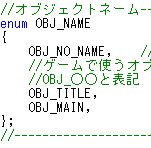 //オブジェクトネーム--
enum OBJ_NAME
{
OBJ_NO_NAME, /
//ゲームで使うオブ
//OBJ_○○と表記
OBJ_TITLE,
OBJ_MAIN,
};
//--------------------